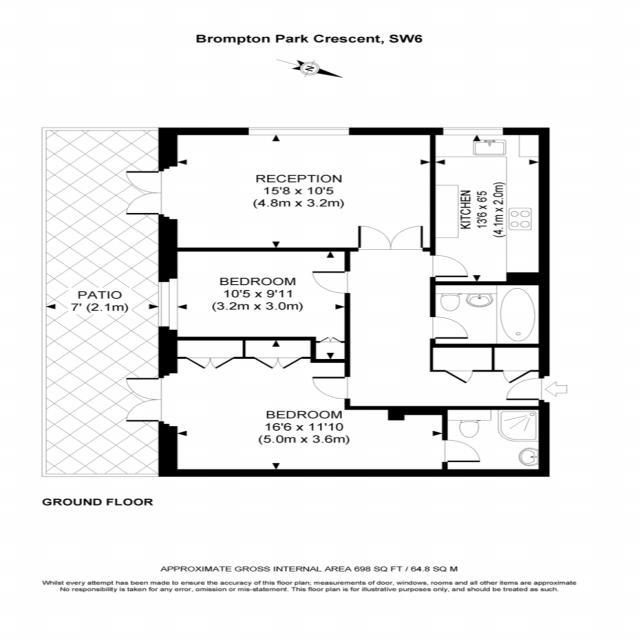 Brompton Park Crescent, SW6
N
RECEPTION
15'8 x 10'5
(4.8m x 3.2m)
KITCHEN
13'6 x 6'5
(4.1m x 2.0m)
BEDROOM
10'5 x 9'11
(3.2m x 3.0m)
PATIO
7' (2.1m)
BEDROOM
16'6 x 11'10
(5.0m x 3.6m)
GROUND FLOOR
APPROXIMATE GROSS INTERNAL AREA 698 SQ FT / 64.8 SQ M
Whilst every attempt has been made to ensure the accuracy of this floor plan; measurements of door, windows, rooms and all other items are approximate
No responsibility is taken for any error, omission or mis-statement. This floor plan is for illustrative purposes only, and should be treated as such.